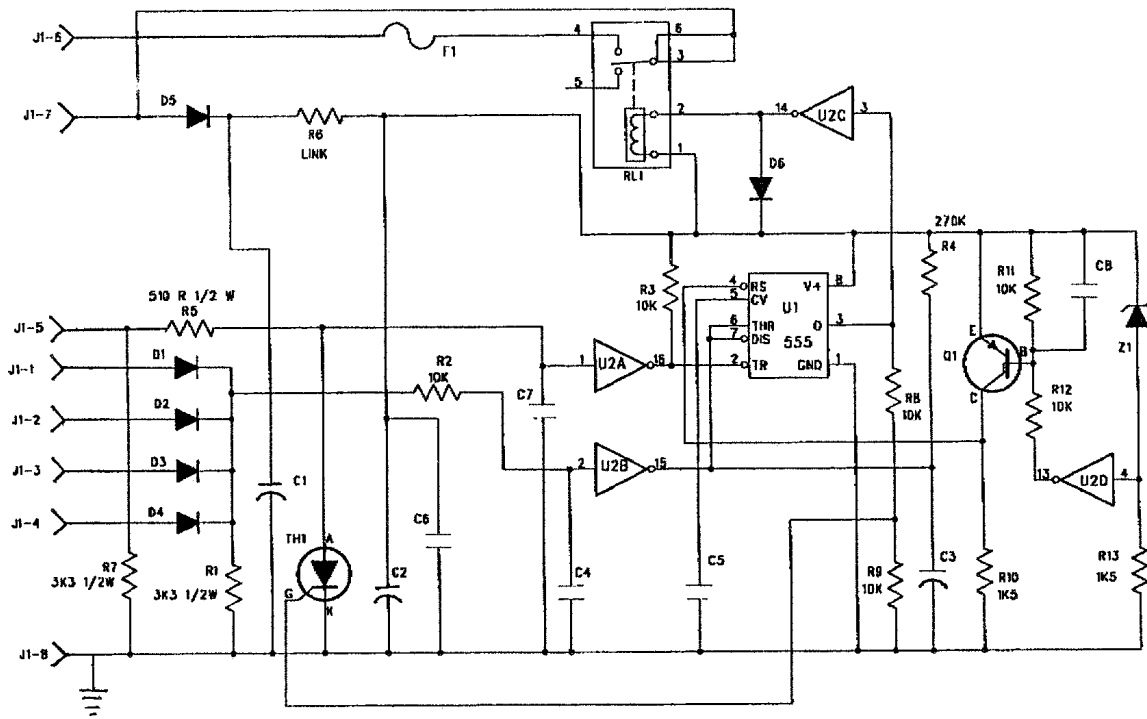 J1-6
F1
4
6
3
5
2
1
RL1
14
U2C
3
D6
J1-7
D5
R6
LINK
270K
R4
R3
10K
4
RS
V+
8
5
CV
U1
6
THR
O
3
7
DIS
555
2
TR
GND
1
R11
10K
C8
E
Q1
B
C
Z1
R12
10K
R8
10K
13
U2D
4
510 R 1/2 W
J1-5
R5
J1-1
D1
R2
10K
1
U2A
16
C7
J1-2
D2
2
U2B
15
J1-3
D3
C1
J1-4
D4
TH1
A
G
K
C6
C2
C4
C5
R9
10K
C3
R10
1K5
R13
1K5
R7
3K3 1/2W
R1
3K3 1/2W
J1-8